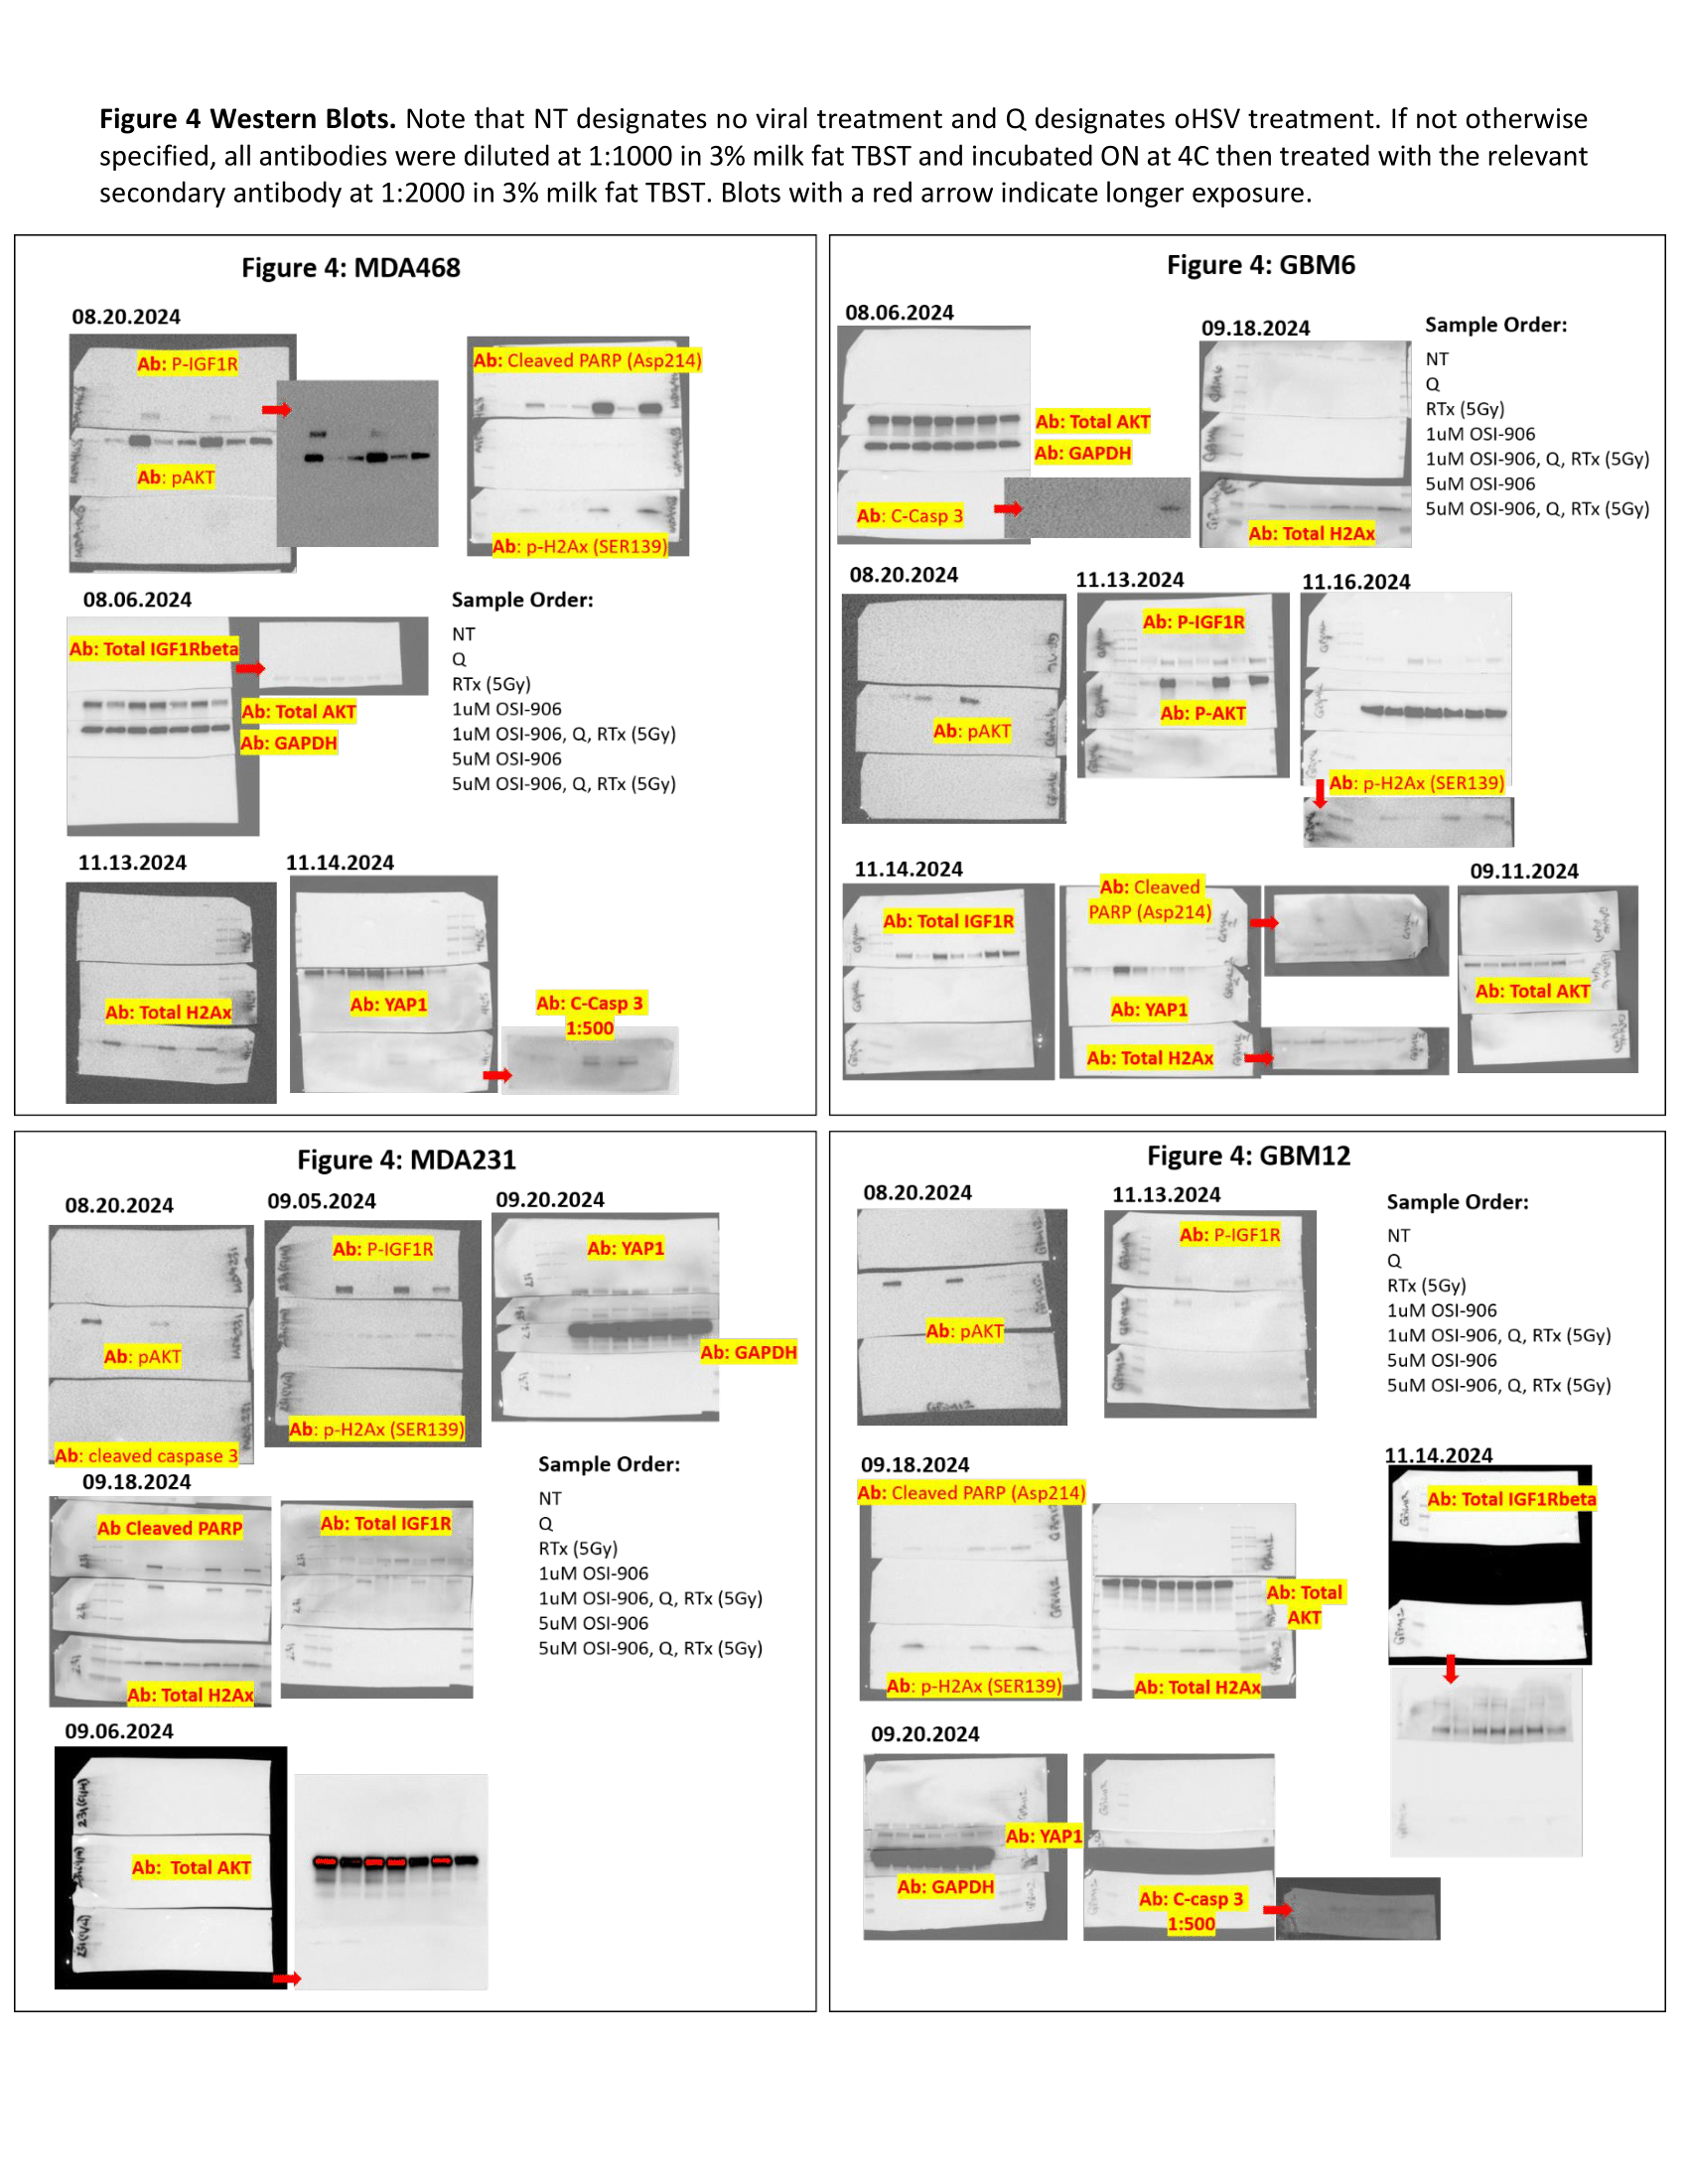 Figure 4 Western Blots. Note that NT designates no viral treatment and Q designates oHSV treatment. If not otherwise
specified, all antibodies were diluted at 1:1000 in 3% milk fat TBST and incubated ON at 4C then treated with the relevant
secondary antibody at 1:2000 in 3% milk fat TBST. Blots with a red arrow indicate longer exposure.
Figure 4: MDA468
08.20.2024
Ab: P-IGF1R
Ab: pAKT
Ab: Cleaved PARP (Asp214)
Ab: p-H2Ax (SER139)
08.06.2024
Ab: Total IGF1Rbeta
Ab: Total AKT
Ab: GAPDH
Sample Order:
NT
Q
RTx (5Gy)
1uM OSI-906
1uM OSI-906, Q, RTx (5Gy)
5uM OSI-906
5uM OSI-906, Q, RTx (5Gy)
11.13.2024
Ab: Total H2Ax
11.14.2024
Ab: YAP1
Ab: C-Casp 3
1:500
Figure 4: GBM6
08.06.2024
Ab: Total AKT
Ab: GAPDH
Ab: C-Casp 3
09.18.2024
Ab: Total H2Ax
Sample Order:
NT
Q
RTx (5Gy)
1uM OSI-906
1uM OSI-906, Q, RTx (5Gy)
5uM OSI-906
5uM OSI-906, Q, RTx (5Gy)
08.20.2024
Ab: pAKT
11.13.2024
Ab: P-IGF1R
Ab: P-AKT
11.16.2024
Ab: p-H2Ax (SER139)
11.14.2024
Ab: Total IGF1R
Ab: Cleaved
PARP (Asp214)
Ab: YAP1
Ab: Total H2Ax
09.11.2024
Ab: Total AKT
Figure 4: MDA231
08.20.2024
Ab: pAKT
Ab: cleaved caspase 3
09.05.2024
Ab: P-IGF1R
Ab: p-H2Ax (SER139)
09.20.2024
Ab: YAP1
Ab: GAPDH
09.18.2024
Ab Cleaved PARP
Ab: Total H2Ax
Ab: Total IGF1R
Sample Order:
NT
Q
RTx (5Gy)
1uM OSI-906
1uM OSI-906, Q, RTx (5Gy)
5uM OSI-906
5uM OSI-906, Q, RTx (5Gy)
09.06.2024
Ab: Total AKT
Figure 4: GBM12
08.20.2024
Ab: pAKT
11.13.2024
Ab: P-IGF1R
Sample Order:
NT
Q
RTx (5Gy)
1uM OSI-906
1uM OSI-906, Q, RTx (5Gy)
5uM OSI-906
5uM OSI-906, Q, RTx (5Gy)
09.18.2024
Ab: Cleaved PARP (Asp214)
Ab: p-H2Ax (SER139)
Ab: Total
AKT
Ab: Total H2Ax
11.14.2024
Ab: Total IGF1Rbeta
09.20.2024
Ab: YAP1
Ab: GAPDH
Ab: C-casp 3
1:500